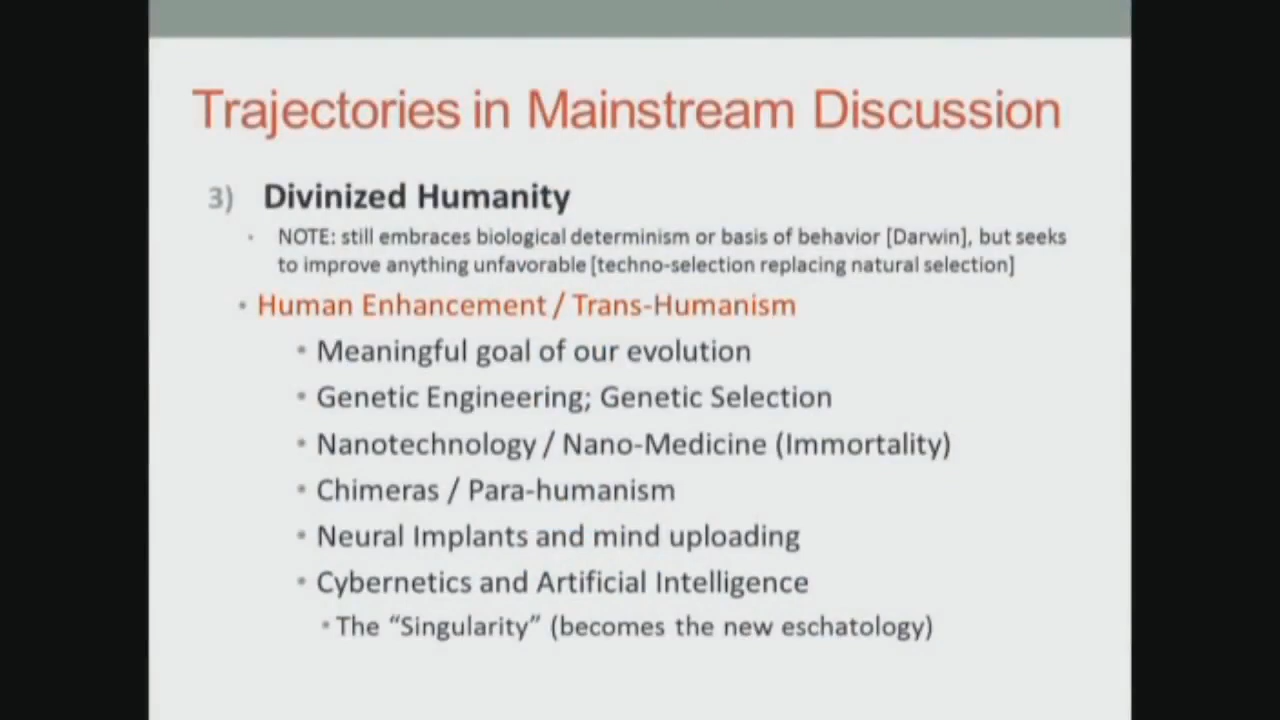 Trajectories in Mainstream Discussion
3) Divinized Humanity
NOTE: still embraces biological determinism or basis of behavior [Darwin], but seeks
to improve anything unfavorable [techno-selection replacing natural selection]
Human Enhancement / Trans-Humanism
Meaningful goal of our evolution
Genetic Engineering; Genetic Selection
Nanotechnology / Nano-Medicine (Immortality)
Chimeras / Para-humanism
Neural Implants and mind uploading
Cybernetics and Artificial Intelligence
The “Singularity” (becomes the new eschatology)